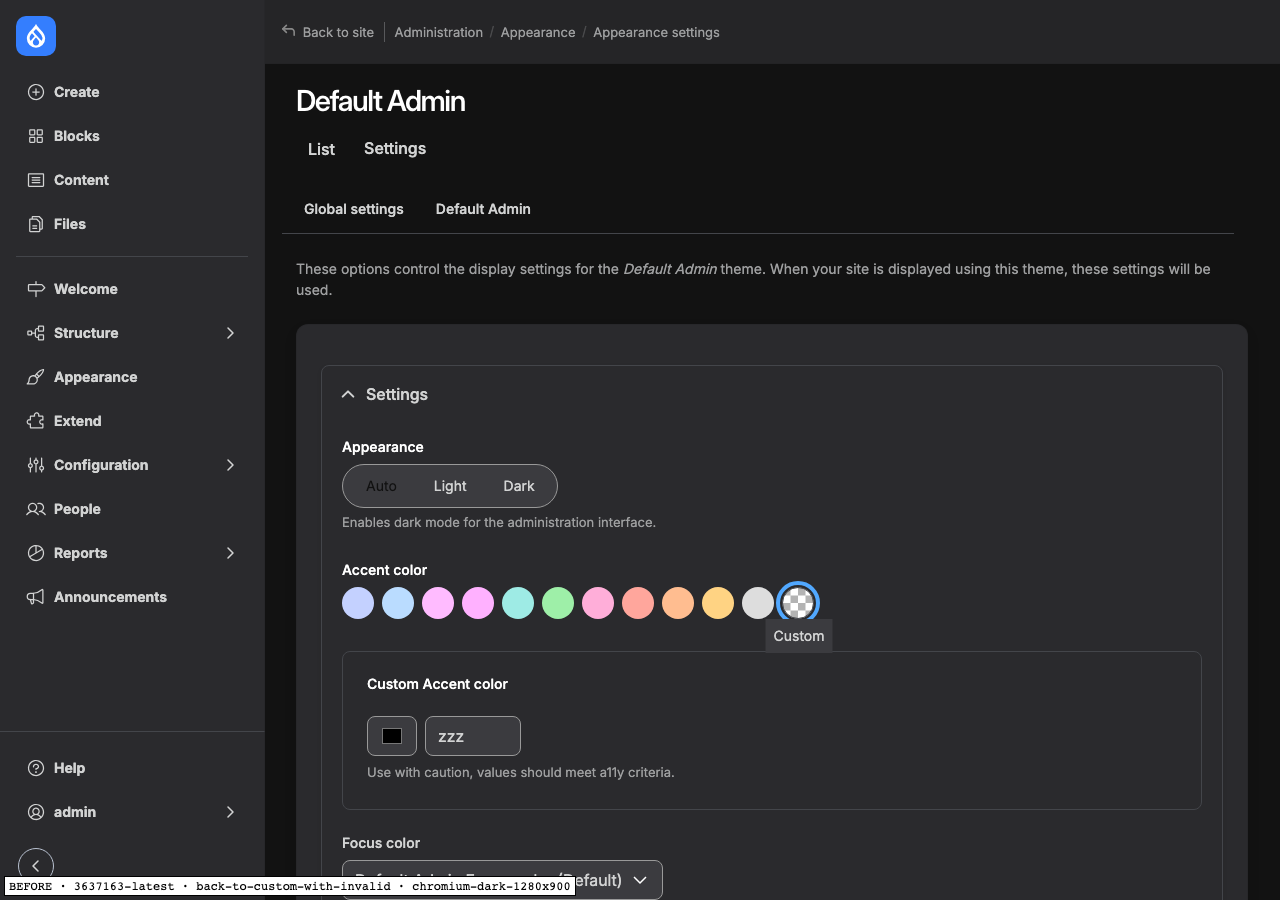 Back to site
Administration / Appearance / Appearance settings
Create
Blocks
Content
Files
Welcome
Structure
Appearance
Extend
Configuration
People
Reports
Announcements
Help
admin
Default Admin
List
Settings
Global settings
Default Admin
These options control the display settings for the Default Admin theme. When your site is displayed using this theme, these settings will be
used.
Settings
Appearance
Auto
Light
Dark
Enables dark mode for the administration interface.
Accent color
Custom
Custom Accent color
zzz
Use with caution, values should meet a11y criteria.
Focus color
Default)
BEFORE · 3637163-latest · back-to-custom-with-invalid · chromium-dark-1280x900